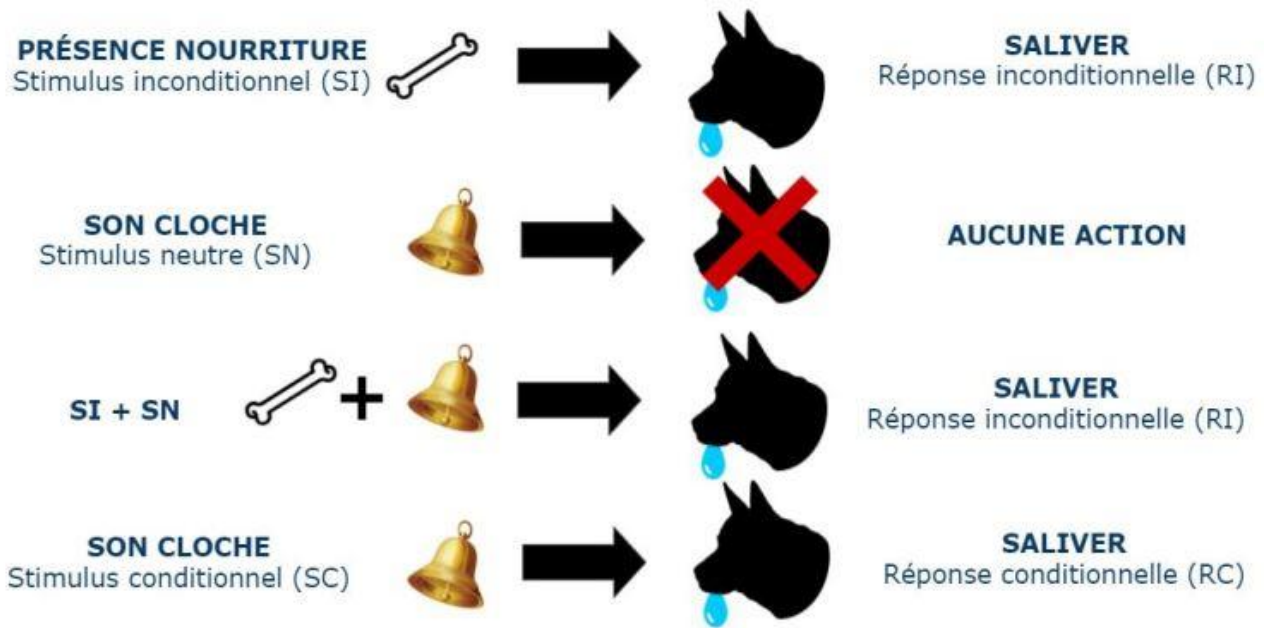 PRÉSENCE NOURRITURE
Stimulus inconditionnel (SI)
SALIVER
Réponse inconditionnelle (RI)
SON CLOCHE
Stimulus neutre (SN)
AUCUNE ACTION
SI + SN
+
SALIVER
Réponse inconditionnelle (RI)
SON CLOCHE
Stimulus conditionnel (SC)
SALIVER
Réponse conditionnelle (RC)